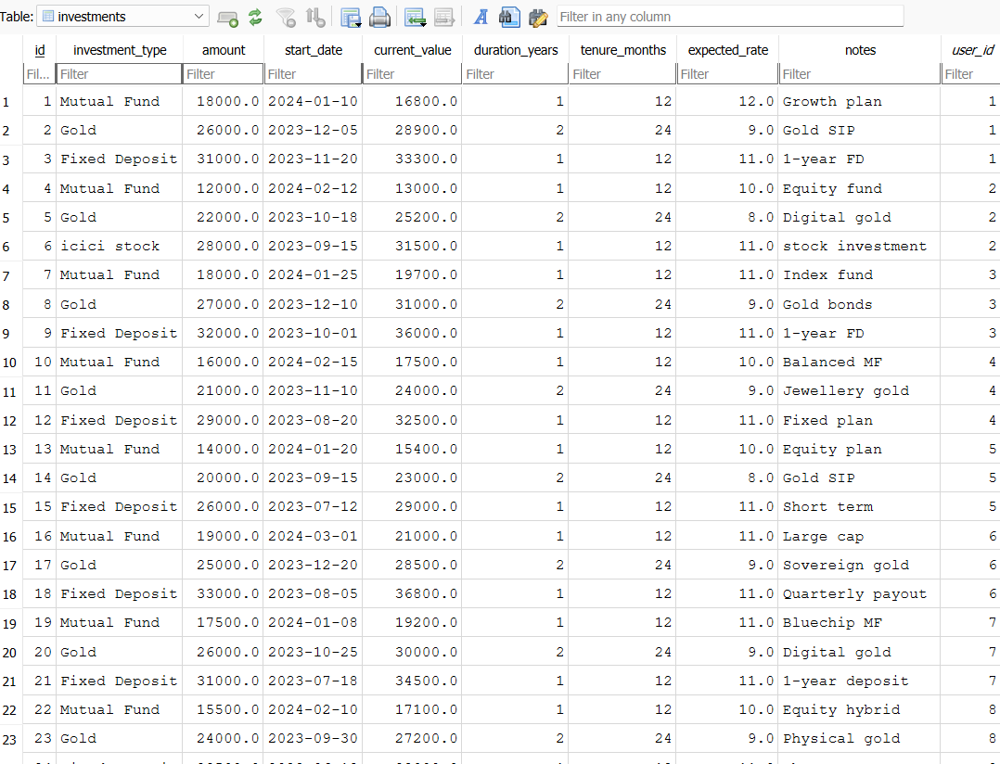 Table: investments Filter in any column
id investment_type amount start_date current_value duration_years tenure_months expected_rate notes user_id
Fil... Filter Filter Filter Filter Filter Filter Filter Filter Filter
1 1 Mutual Fund 18000.0 2024-01-10 16800.0 1 12 12.0 Growth plan 1
2 2 Gold 26000.0 2023-12-05 28900.0 2 24 9.0 Gold SIP 1
3 3 Fixed Deposit 31000.0 2023-11-20 33300.0 1 12 11.0 1-year FD 1
4 4 Mutual Fund 12000.0 2024-02-12 13000.0 1 12 10.0 Equity fund 2
5 5 Gold 22000.0 2023-10-18 25200.0 2 24 8.0 Digital gold 2
6 6 icici stock 28000.0 2023-09-15 31500.0 1 12 11.0 stock investment 2
7 7 Mutual Fund 18000.0 2024-01-25 19700.0 1 12 11.0 Index fund 3
8 8 Gold 27000.0 2023-12-10 31000.0 2 24 9.0 Gold bonds 3
9 9 Fixed Deposit 32000.0 2023-10-01 36000.0 1 12 11.0 1-year FD 3
10 10 Mutual Fund 16000.0 2024-02-15 17500.0 1 12 10.0 Balanced MF 4
11 11 Gold 21000.0 2023-11-10 24000.0 2 24 9.0 Jewellery gold 4
12 12 Fixed Deposit 29000.0 2023-08-20 32500.0 1 12 11.0 Fixed plan 4
13 13 Mutual Fund 14000.0 2024-01-20 15400.0 1 12 10.0 Equity plan 5
14 14 Gold 20000.0 2023-09-15 23000.0 2 24 8.0 Gold SIP 5
15 15 Fixed Deposit 26000.0 2023-07-12 29000.0 1 12 11.0 Short term 5
16 16 Mutual Fund 19000.0 2024-03-01 21000.0 1 12 11.0 Large cap 6
17 17 Gold 25000.0 2023-12-20 28500.0 2 24 9.0 Sovereign gold 6
18 18 Fixed Deposit 33000.0 2023-08-05 36800.0 1 12 11.0 Quarterly payout 6
19 19 Mutual Fund 17500.0 2024-01-08 19200.0 1 12 11.0 Bluechip MF 7
20 20 Gold 26000.0 2023-10-25 30000.0 2 24 9.0 Digital gold 7
21 21 Fixed Deposit 31000.0 2023-07-18 34500.0 1 12 11.0 1-year deposit 7
22 22 Mutual Fund 15500.0 2024-02-10 17100.0 1 12 10.0 Equity hybrid 8
23 23 Gold 24000.0 2023-09-30 27200.0 2 24 9.0 Physical gold 8